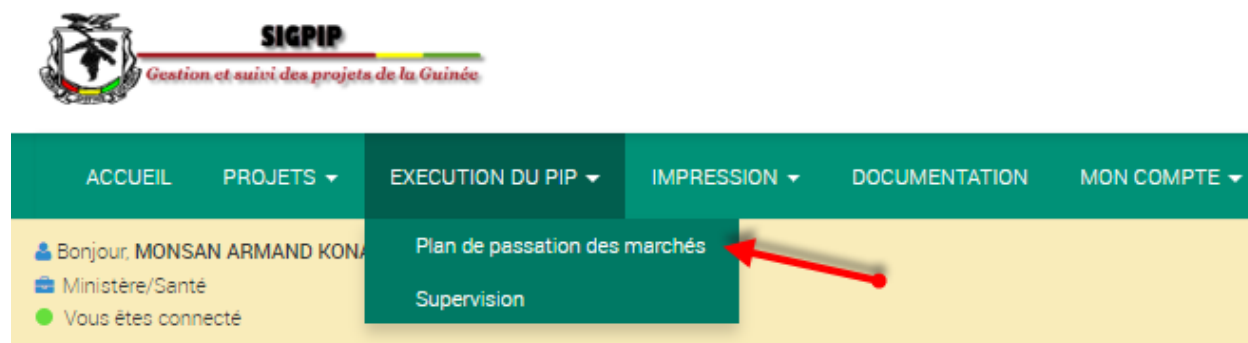 SIGPIP
Gestion et suivi des projets de la Guinée
ACCUEIL PROJETS EXECUTION DU PIP IMPRESSION DOCUMENTATION MON COMPTE
Bonjour, MONSAN ARMAND
Plan de passation des marchés
Ministère/Santé
Supervision
Vous êtes connecté